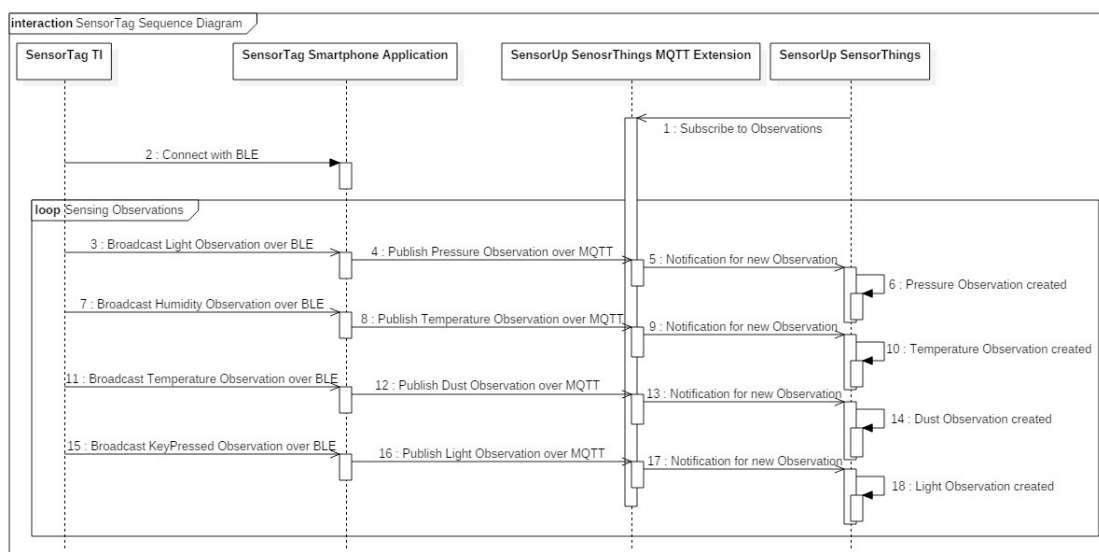 interaction SensorTag Sequence Diagram
SensorTag TI
SensorTag Smartphone Application
SensorUp SenosrThings MQTT Extension
SensorUp SensorThings
1 : Subscribe to Observations
2 : Connect with BLE
loop Sensing Observations
3 : Broadcast Light Observation over BLE
4 : Publish Pressure Observation over MQTT
5 : Notification for new Observation
6 : Pressure Observation created
7 : Broadcast Humidity Observation over BLE
8 : Publish Temperature Observation over MQTT
9 : Notification for new Observation
10 : Temperature Observation created
11 : Broadcast Temperature Observation over BLE
12 : Publish Dust Observation over MQTT
13 : Notification for new Observation
14 : Dust Observation created
15 : Broadcast KeyPressed Observation over BLE
16 : Publish Light Observation over MQTT
17 : Notification for new Observation
18 : Light Observation created